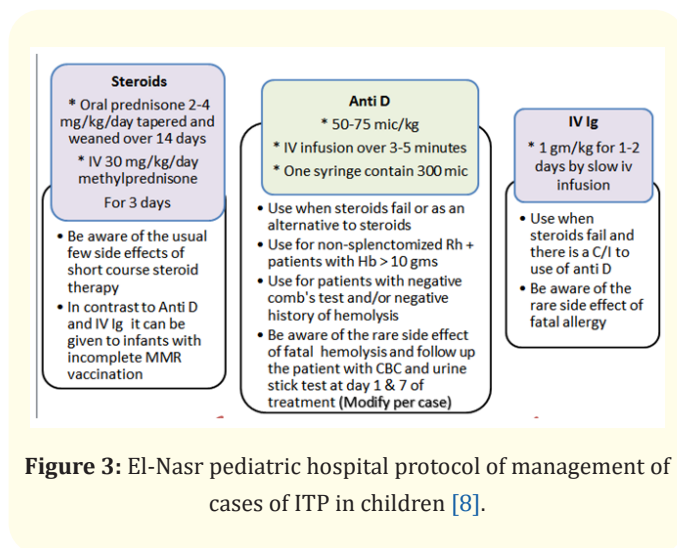 Steroids
* Oral prednisone 2-4
mg/kg/day tapered and
weaned over 14 days
* IV 30 mg/kg/day
methylprednisone
For 3 days
• Be aware of the usual
few side effects of
short course steroid
therapy
• In contrast to Anti D
and IV Ig it can be
given to infants with
incomplete MMR
vaccination
Anti D
* 50-75 mic/kg
* IV infusion over 3-5 minutes
* One syringe contain 300 mic
• Use when steroids fail or as an
alternative to steroids
• Use for non-splenctomized Rh +
patients with Hb > 10 gms
• Use for patients with negative
comb's test and/or negative
history of hemolysis
• Be aware of the rare side effect
of fatal hemolysis and follow up
the patient with CBC and urine
stick test at day 1 & 7 of
treatment (Modify per case)
IV Ig
* 1 gm/kg for 1-2
days by slow iv
infusion
• Use when
steroids fail and
there is a C/I to
use of anti D
• Be aware of the
rare side effect of
fatal allergy
Figure 3: El-Nasr pediatric hospital protocol of management of
cases of ITP in children [8].